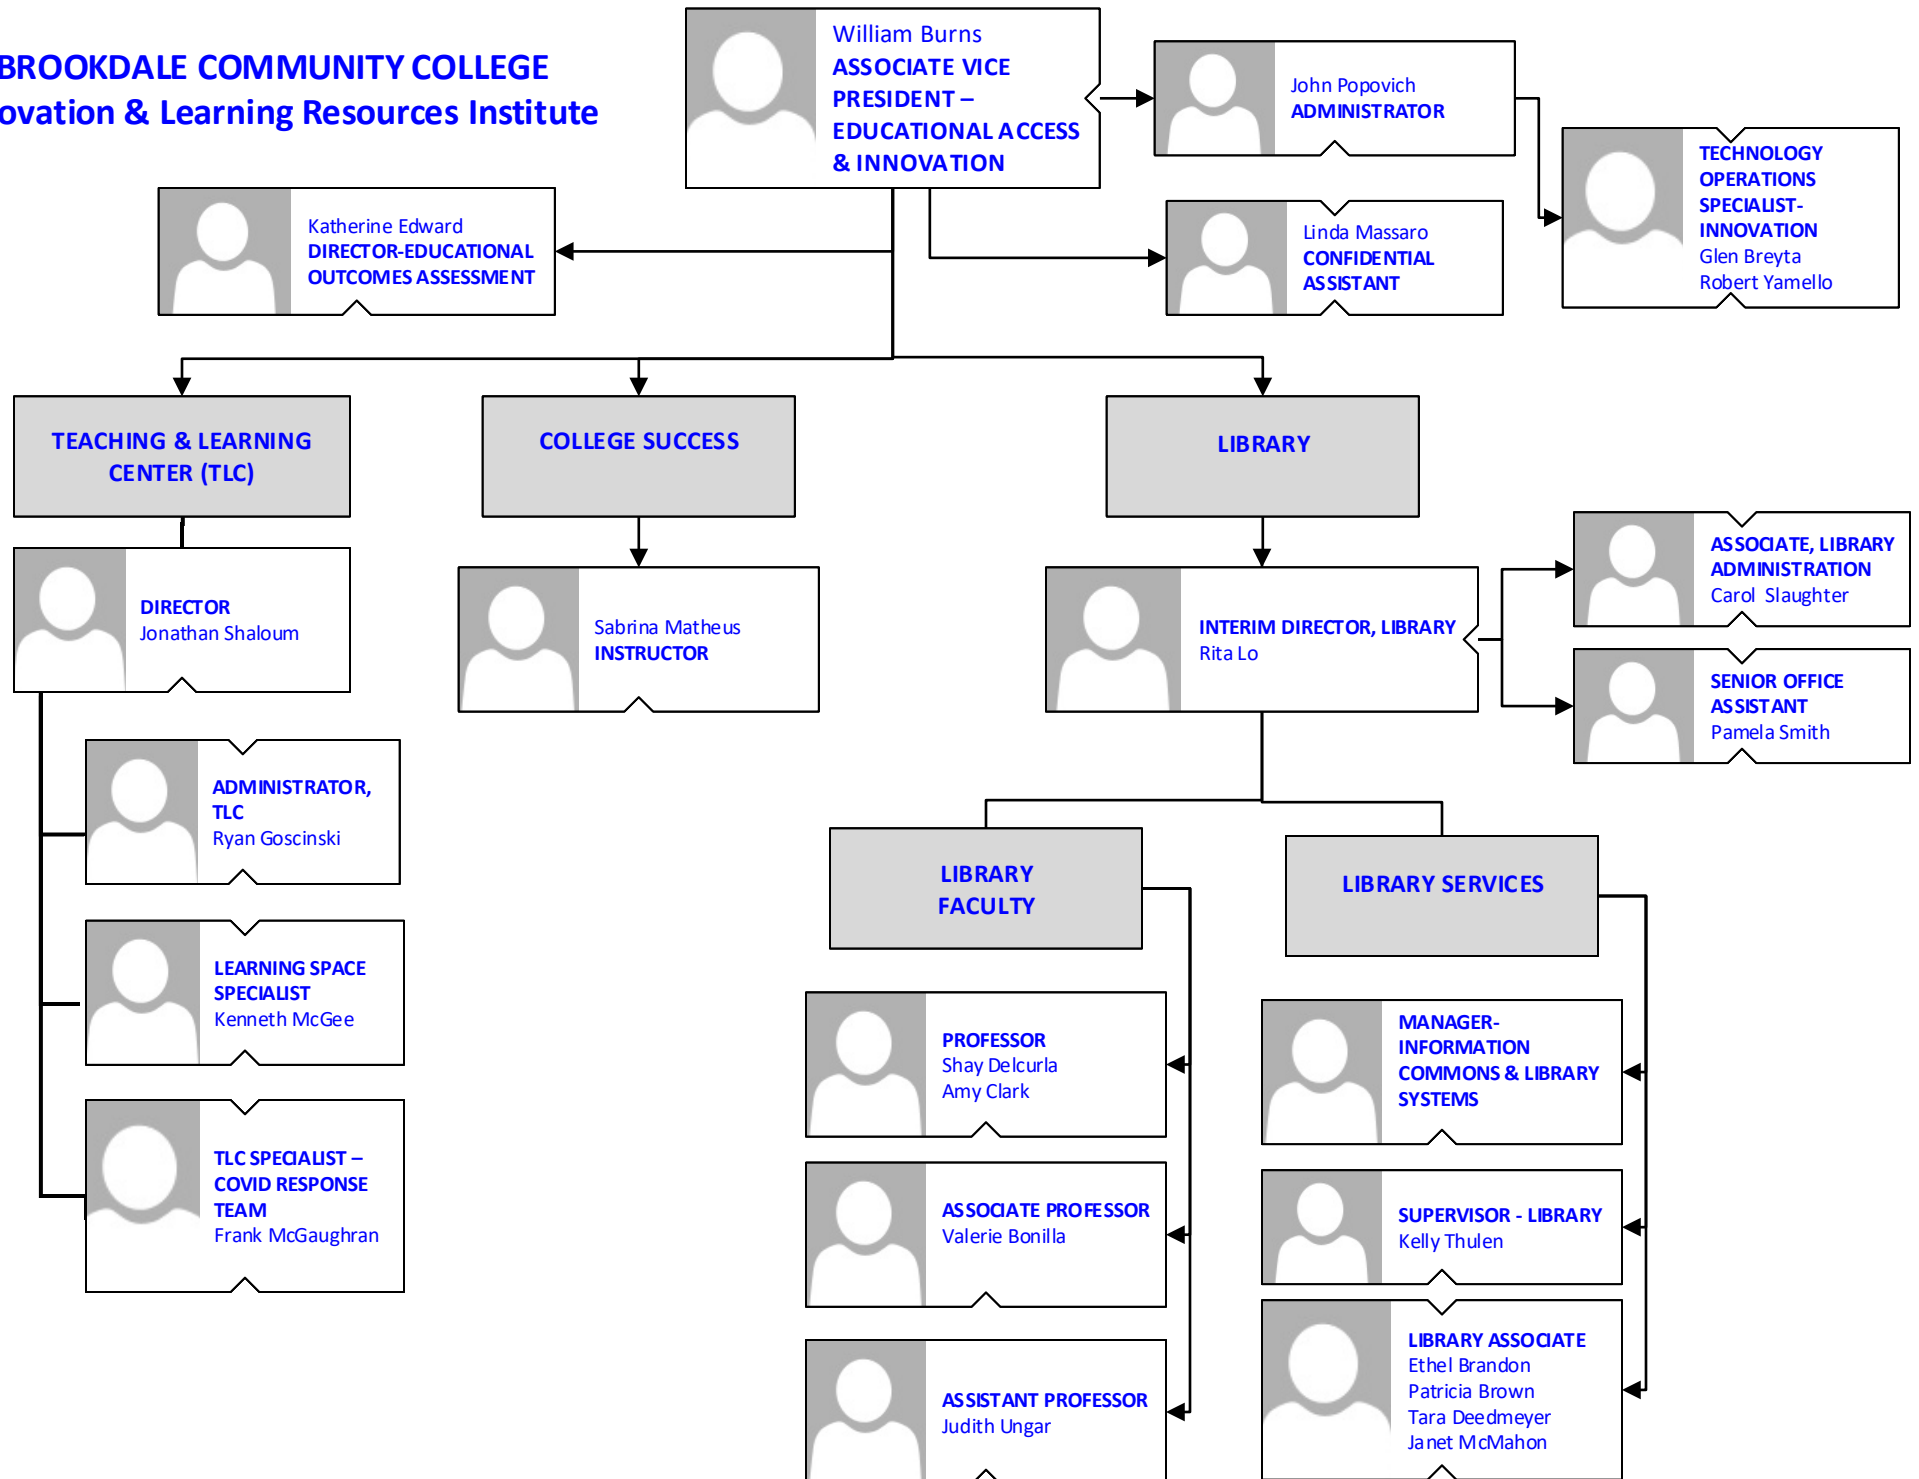 BROOKDALE COMMUNITY COLLEGE
ovation & Learning Resources Institute
William Burns
ASSOCIATE VICE
PRESIDENT –
EDUCATIONAL ACCESS
& INNOVATION
John Popovich
ADMINISTRATOR
TECHNOLOGY
OPERATIONS
SPECIALIST-
INNOVATION
Glen Breyta
Robert Yamello
Katherine Edward
DIRECTOR-EDUCATIONAL
OUTCOMES ASSESSMENT
Linda Massaro
CONFIDENTIAL
ASSISTANT
TEACHING & LEARNING
CENTER (TLC)
COLLEGE SUCCESS
LIBRARY
DIRECTOR
Jonathan Shaloum
Sabrina Matheus
INSTRUCTOR
INTERIM DIRECTOR, LIBRARY
Rita Lo
ASSOCIATE, LIBRARY
ADMINISTRATION
Carol Slaughter
SENIOR OFFICE
ASSISTANT
Pamela Smith
ADMINISTRATOR,
TLC
Ryan Goscinski
LEARNING SPACE
SPECIALIST
Kenneth McGee
TLC SPECIALIST –
COVID RESPONSE
TEAM
Frank McGaughran
LIBRARY
FACULTY
PROFESSOR
Shay Delcurla
Amy Clark
ASSOCIATE PROFESSOR
Valerie Bonilla
ASSISTANT PROFESSOR
Judith Ungar
LIBRARY SERVICES
MANAGER-
INFORMATION
COMMONS & LIBRARY
SYSTEMS
SUPERVISOR - LIBRARY
Kelly Thulen
LIBRARY ASSOCIATE
Ethel Brandon
Patricia Brown
Tara Deedmeyer
Janet McMahon